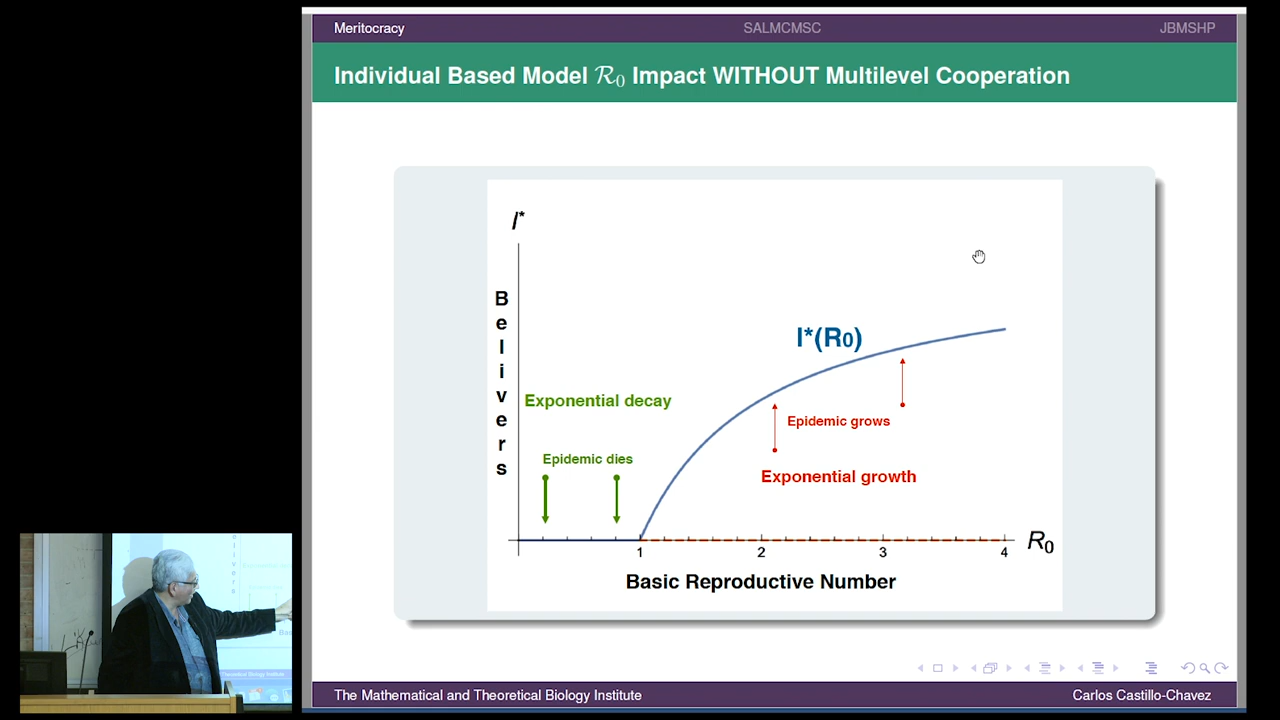 Meritocracy SALMCMSC JBMSHP
Individual Based Model R0 Impact WITHOUT Multilevel Cooperation
I*
Belivers
I*(R0)
Exponential decay
Epidemic grows
Epidemic dies
Exponential growth
1 2 3 4 R0
Basic Reproductive Number
The Mathematical and Theoretical Biology Institute Carlos Castillo-Chavez